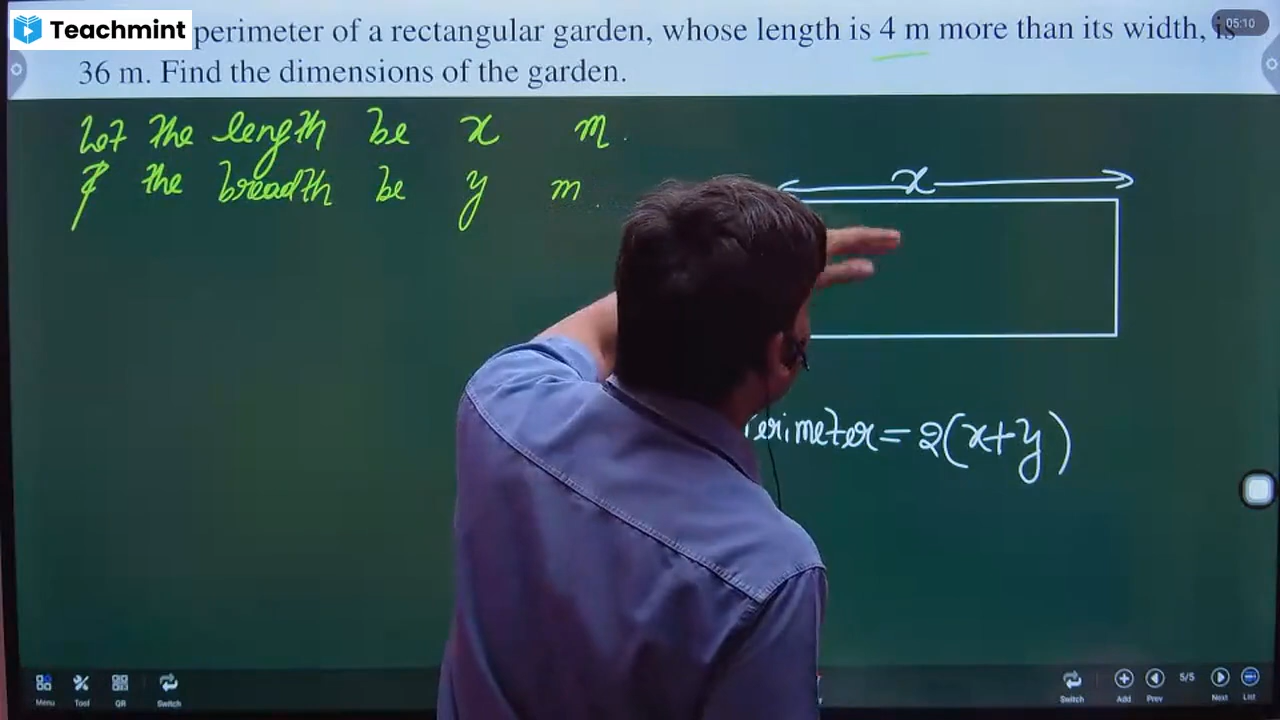 Teachmint
perimeter of a rectangular garden, whose length is 4 m more than its width, is
05:10
36 m. Find the dimensions of the garden.
Let the length be x m.
& the breadth be y m.
x
erimeter = 2(x+y)
Menu Tool QR Switch
Switch Add Prev 5/5 Next List